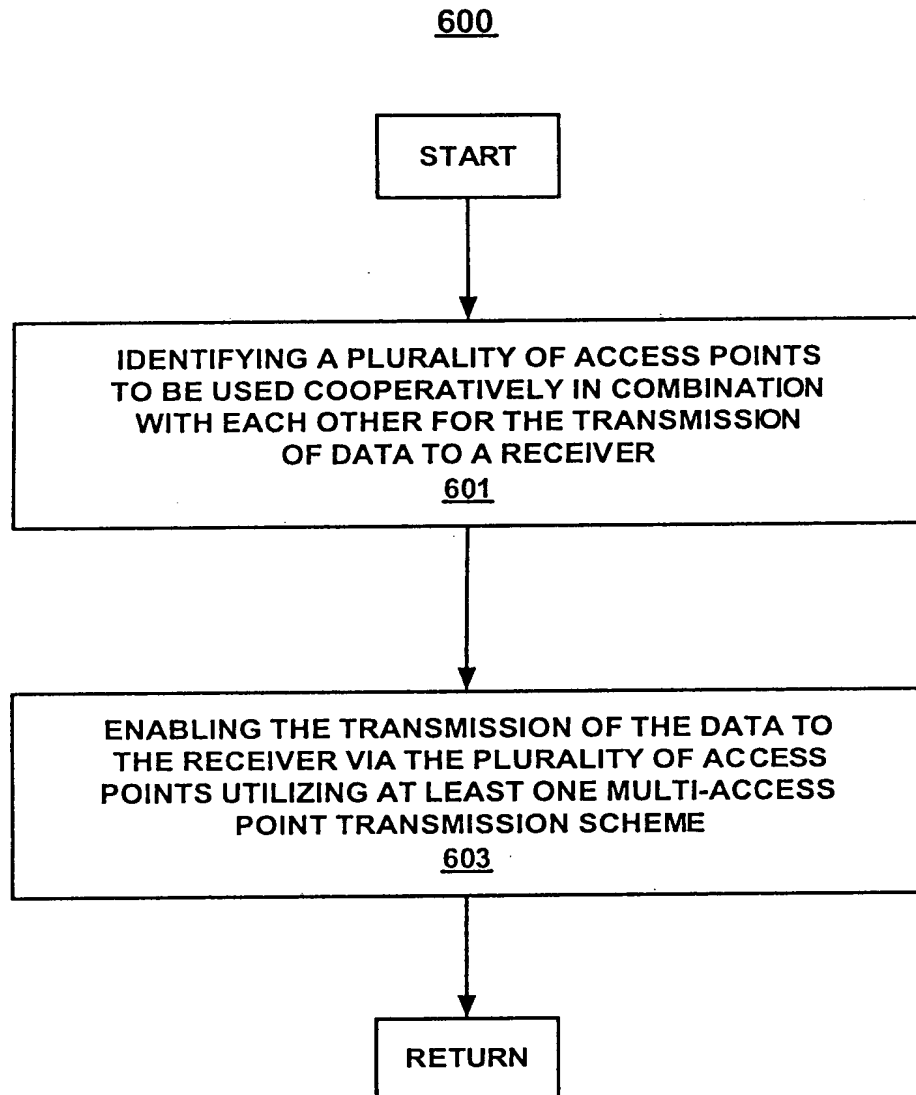 600
START
IDENTIFYING A PLURALITY OF ACCESS POINTS
TO BE USED COOPERATIVELY IN COMBINATION
WITH EACH OTHER FOR THE TRANSMISSION
OF DATA TO A RECEIVER
601
ENABLING THE TRANSMISSION OF THE DATA TO
THE RECEIVER VIA THE PLURALITY OF ACCESS
POINTS UTILIZING AT LEAST ONE MULTI-ACCESS
POINT TRANSMISSION SCHEME
603
RETURN